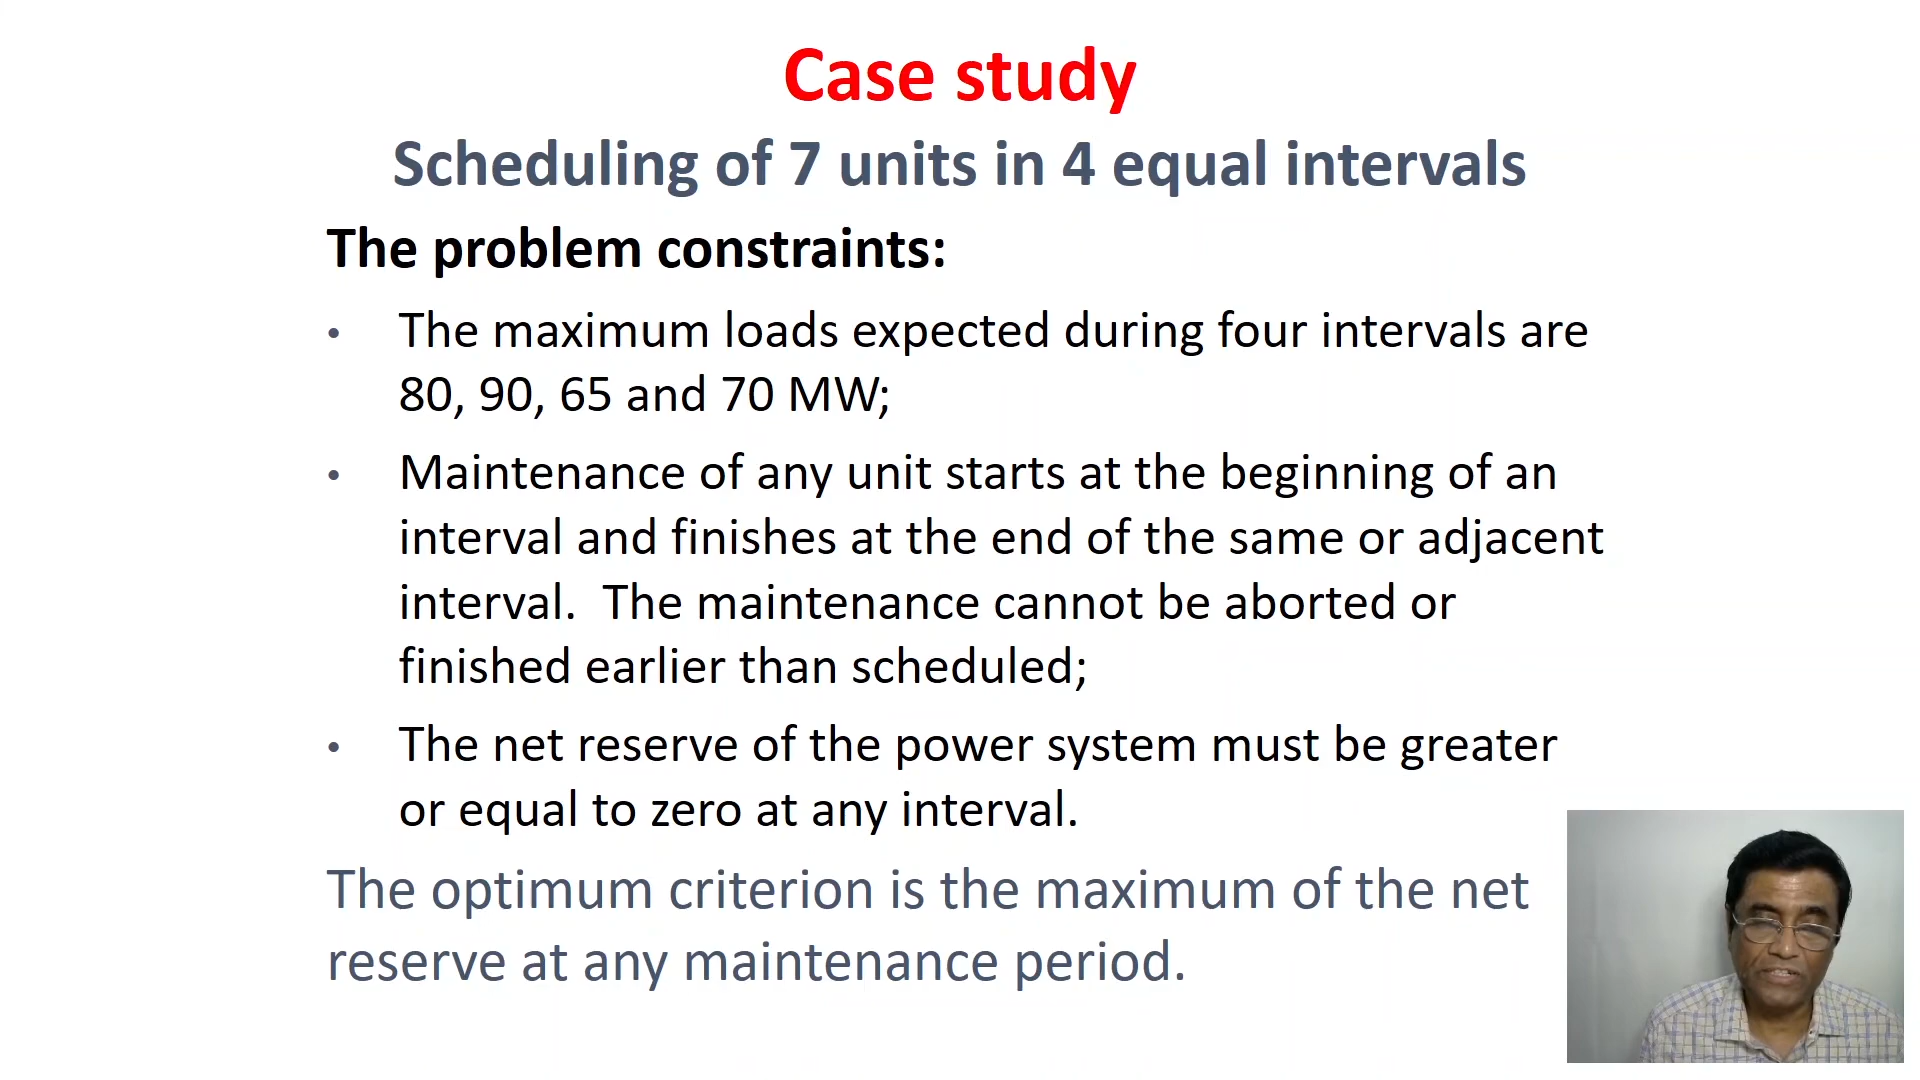 Case study
Scheduling of 7 units in 4 equal intervals
The problem constraints:
• The maximum loads expected during four intervals are
80, 90, 65 and 70 MW;
• Maintenance of any unit starts at the beginning of an
interval and finishes at the end of the same or adjacent
interval.  The maintenance cannot be aborted or
finished earlier than scheduled;
• The net reserve of the power system must be greater
or equal to zero at any interval.
The optimum criterion is the maximum of the net
reserve at any maintenance period.